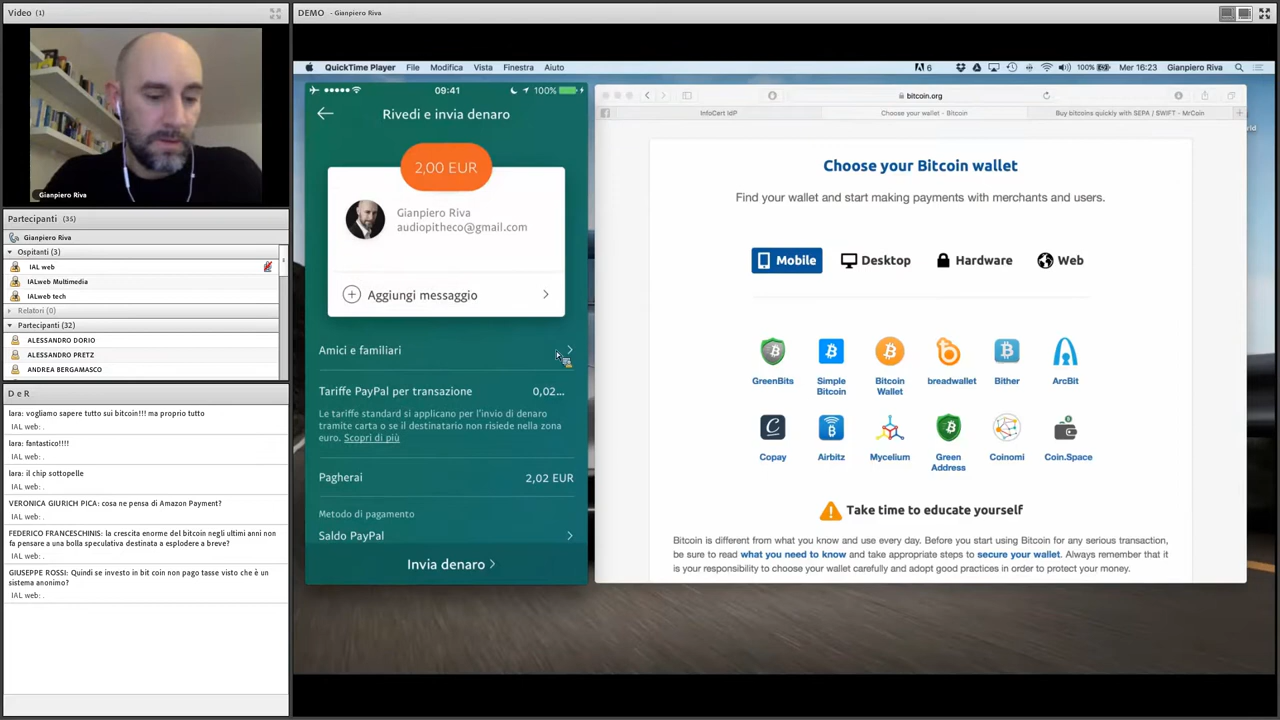 Video (1)
Gianpiero Riva
Partecipanti (35)
Gianpiero Riva
Ospitanti (3)
IAL web
IALweb Multimedia
IALweb tech
Relatori (0)
Partecipanti (32)
ALESSANDRO DORIO
ALESSANDRO PRETZ
ANDREA BERGAMASCO
D e R
lara: vogliamo sapere tutto sui bitcoin!!! ma proprio tutto
IAL web: .
lara: fantastico!!!!
IAL web: .
lara: il chip sottopelle
IAL web: .
VERONICA GIURICH PICA: cosa ne pensa di Amazon Payment?
IAL web: .
FEDERICO FRANCESCHINIS: la crescita enorme del bitcoin negli ultimi anni non
fa pensare a una bolla speculativa destinata a esplodere a breve?
IAL web: .
GIUSEPPE ROSSI: Quindi se investo in bit coin non pago tasse visto che è un
sistema anonimo?
IAL web: .
DEMO - Gianpiero Riva
QuickTime Player File Modifica Vista Finestra Aiuto
6 100% Mer 16:23 Gianpiero Riva
09:41 100%
Rivedi e invia denaro
2,00 EUR
Gianpiero Riva
audiopitheco@gmail.com
Aggiungi messaggio
Amici e familiari
Tariffe PayPal per transazione 0,02...
Le tariffe standard si applicano per l'invio di denaro
tramite carta o se il destinatario non risiede nella zona
euro. Scopri di più
Pagherai 2,02 EUR
Metodo di pagamento
Saldo PayPal
Invia denaro
bitcoin.org
InfoCert IdP Choose your wallet - Bitcoin Buy bitcoins quickly with SEPA / SWIFT - MrCoin
Choose your Bitcoin wallet
Find your wallet and start making payments with merchants and users.
Mobile Desktop Hardware Web
GreenBits Simple Bitcoin Bitcoin Wallet breadwallet Bither ArcBit
Copay Airbitz Mycelium Green Address Coinomi Coin.Space
Take time to educate yourself
Bitcoin is different from what you know and use every day. Before you start using Bitcoin for any serious transaction,
be sure to read what you need to know and take appropriate steps to secure your wallet. Always remember that it
is your responsibility to choose your wallet carefully and adopt good practices in order to protect your money.